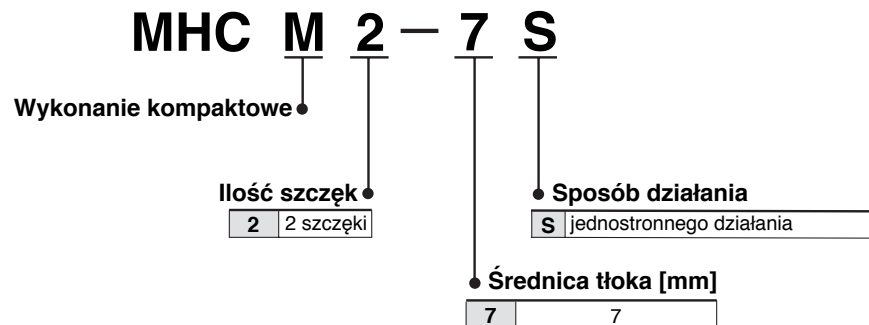 MHC M 2 – 7 S
Wykonanie kompaktowe
Ilość szczęk
2 2 szczęki
Sposób działania
S jednostronnego działania
Średnica tłoka [mm]
7 7